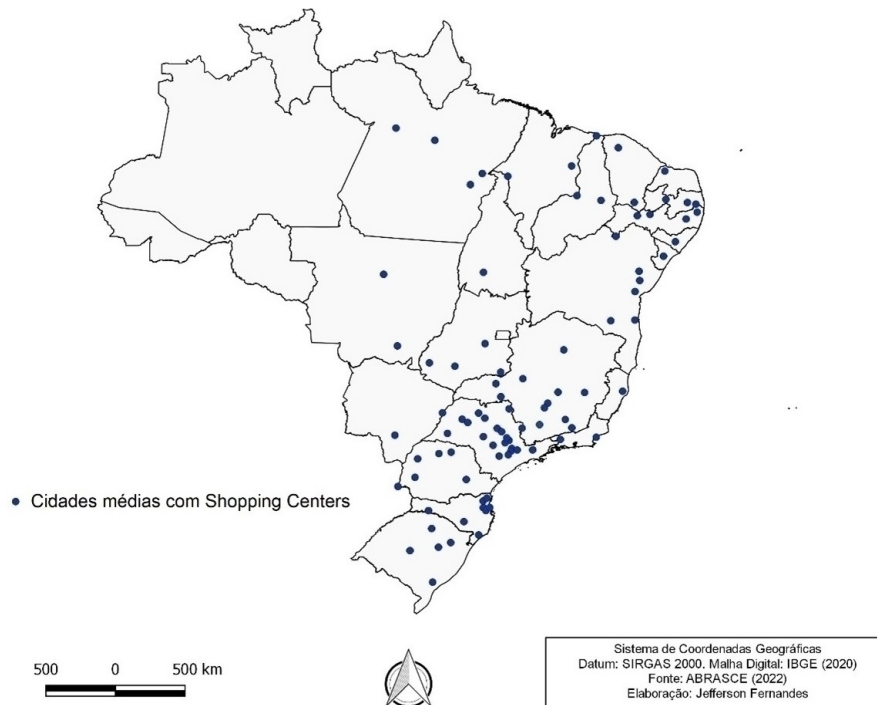 Cidades médias com Shopping Centers
500 0 500 km
Sistema de Coordenadas Geográficas
Datum: SIRGAS 2000. Malha Digital: IBGE (2020)
Fonte: ABRASCE (2022)
Elaboração: Jefferson Fernandes